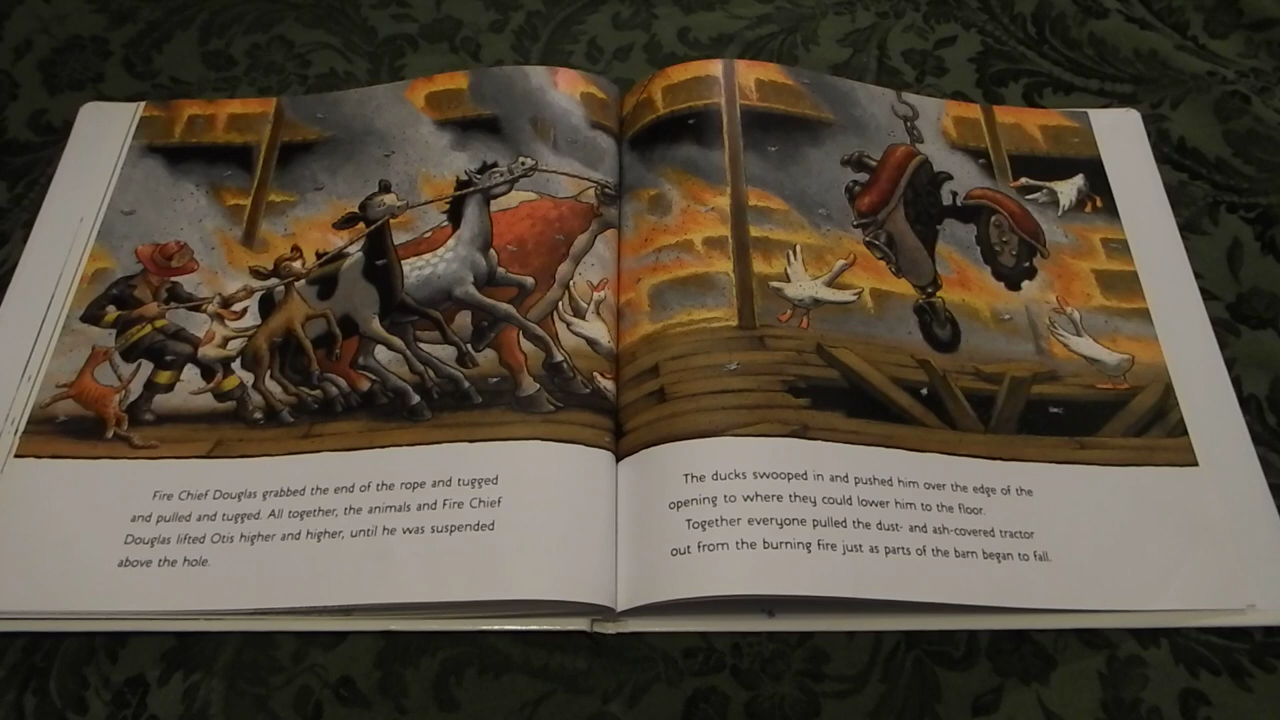 Fire Chief Douglas grabbed the end of the rope and tugged
and pulled and tugged. All together, the animals and Fire Chief
Douglas lifted Otis higher and higher, until he was suspended
above the hole.
The ducks swooped in and pushed him over the edge of the
opening to where they could lower him to the floor.
Together everyone pulled the dust- and ash-covered tractor
out from the burning fire just as parts of the barn began to fall.